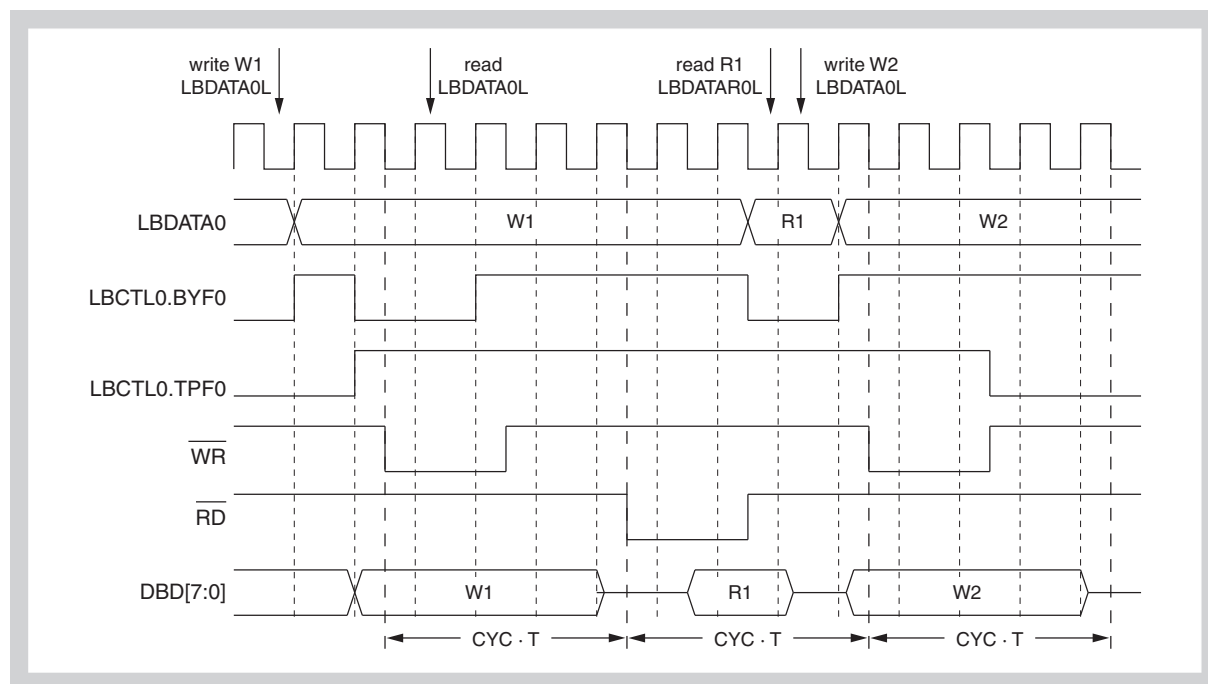 write W1
LBDATA0L
read
LBDATA0L
read R1
LBDATAR0L
write W2
LBDATA0L
LBDATA0
W1
R1
W2
LBCTL0.BYF0
LBCTL0.TPF0
WR
RD
DBD[7:0]
W1
R1
W2
CYC · T
CYC · T
CYC · T